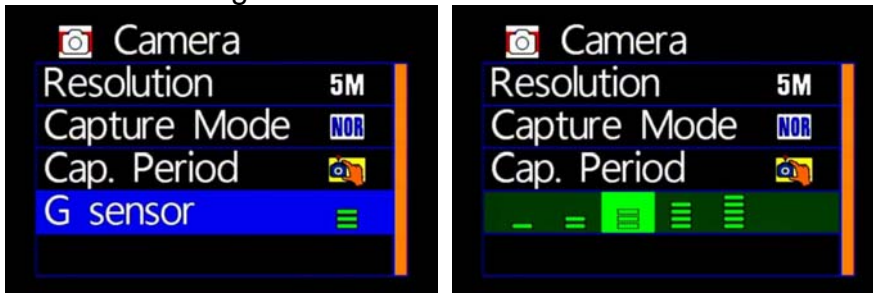 Camera
Resolution 5M
Capture Mode NOR
Cap. Period
G sensor
Camera
Resolution 5M
Capture Mode NOR
Cap. Period